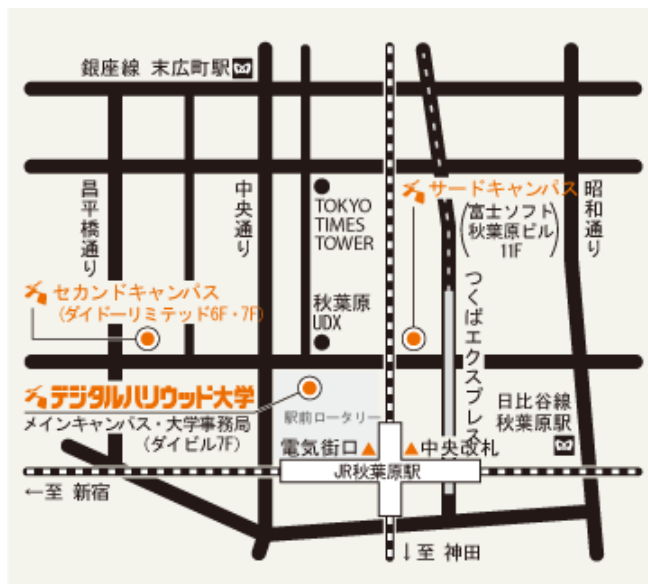 銀座線 末広町駅
昌平橋通り
中央通り
TOKYO
TIMES
TOWER
サードキャンパス
(富士ソフト
秋葉原ビル
11F)
昭和通り
セカンドキャンパス
(ダイドーリミテッド6F・7F)
秋葉原
UDX
つくばエクスプレス
デジタルハリウッド大学
メインキャンパス・大学事務局
(ダイビル7F)
駅前ロータリー
日比谷線
秋葉原駅
電気街口
中央改札
JR秋葉原駅
←至 新宿
↓至 神田